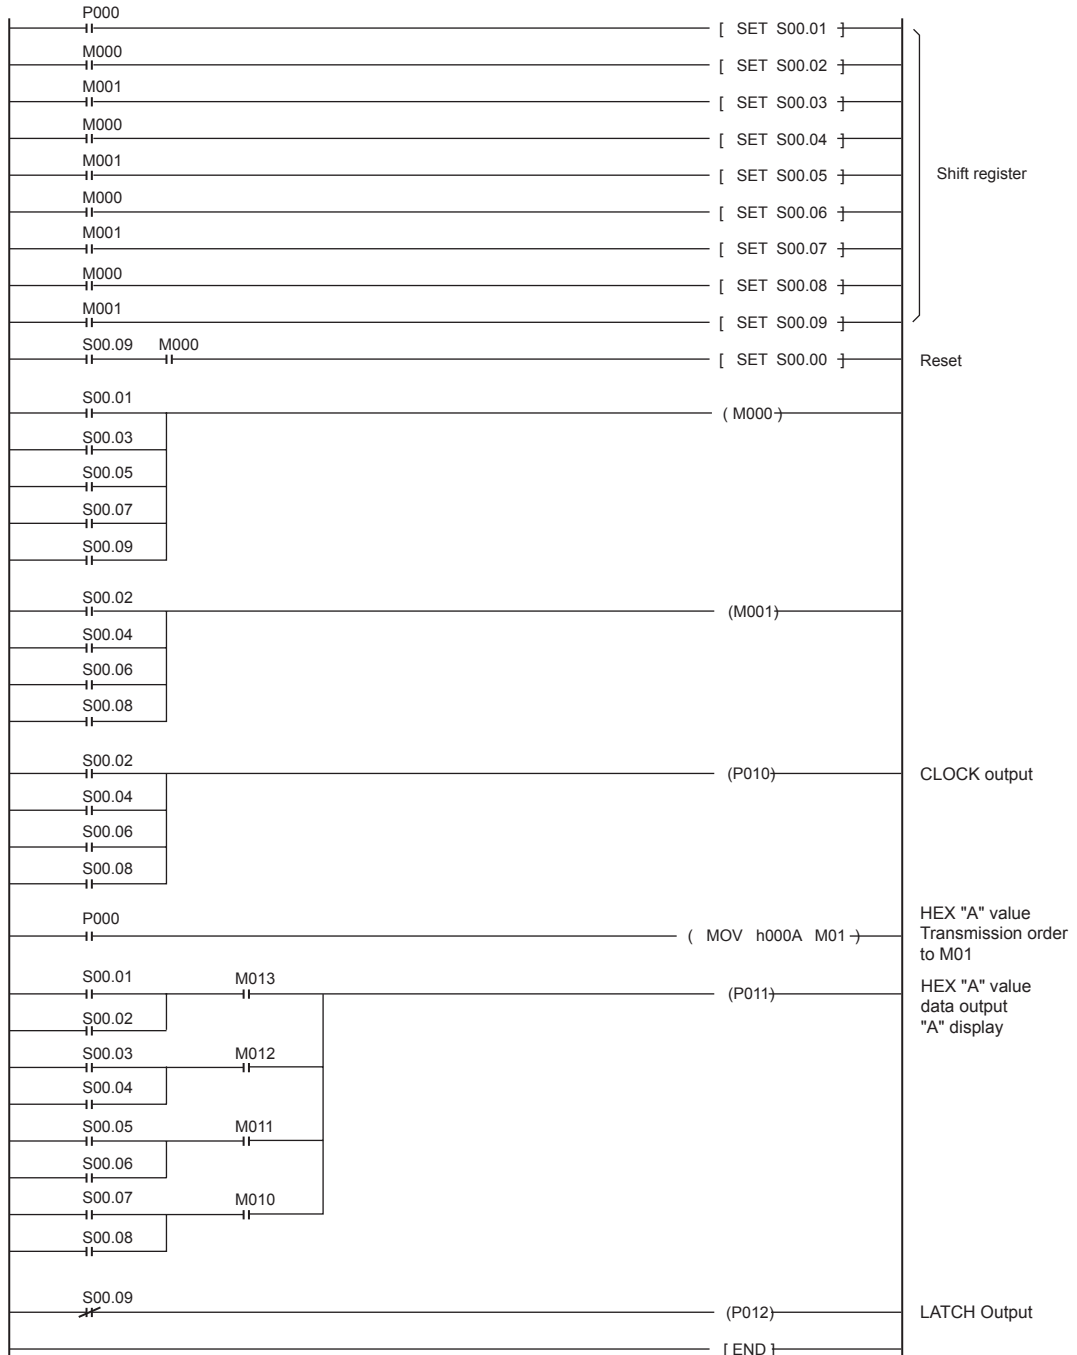 P000
[ SET S00.01 ]
M000
[ SET S00.02 ]
M001
[ SET S00.03 ]
M000
[ SET S00.04 ]
M001
[ SET S00.05 ]
Shift register
M000
[ SET S00.06 ]
M001
[ SET S00.07 ]
M000
[ SET S00.08 ]
M001
[ SET S00.09 ]
S00.09 M000
[ SET S00.00 ]
Reset
S00.01
( M000 )
S00.03
S00.05
S00.07
S00.09
S00.02
(M001)
S00.04
S00.06
S00.08
S00.02
(P010)
CLOCK output
S00.04
S00.06
S00.08
P000
( MOV h000A M01 )
HEX "A" value
Transmission order
to M01
S00.01 M013
(P011)
HEX "A" value
data output
"A" display
S00.02
S00.03 M012
S00.04
S00.05 M011
S00.06
S00.07 M010
S00.08
S00.09
(P012)
LATCH Output
[ END ]